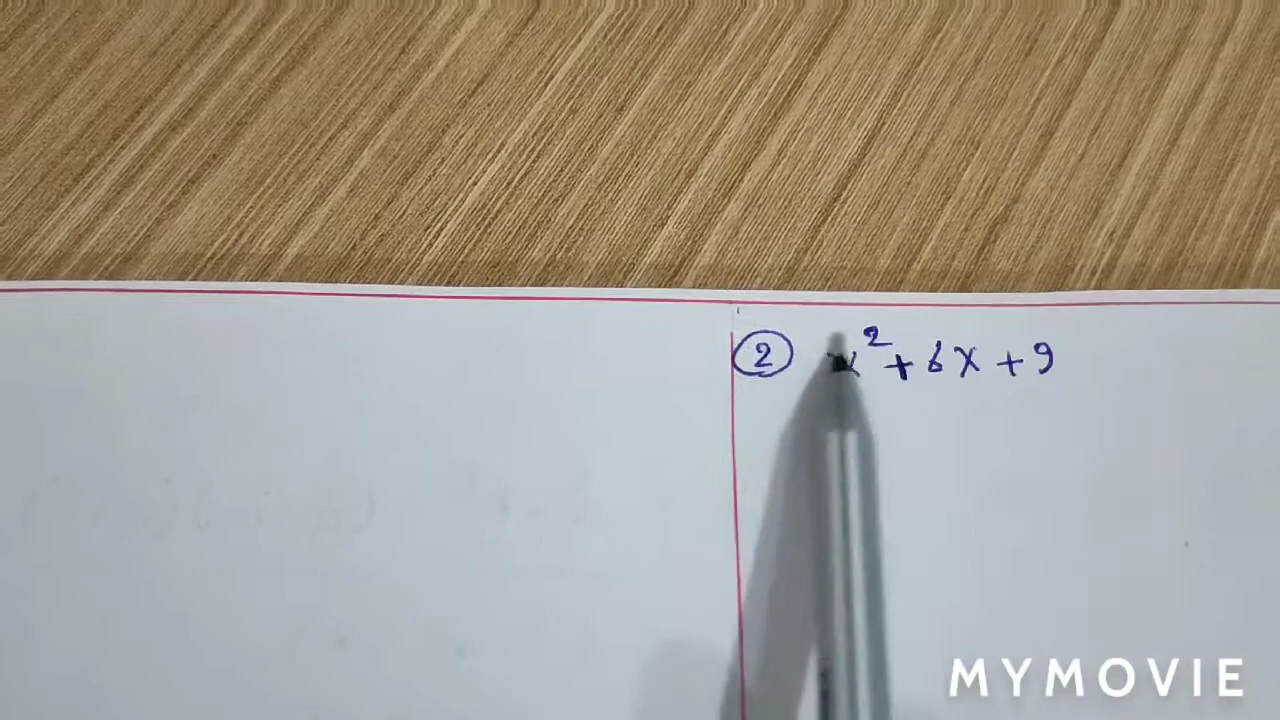 ② x² + 6x + 9
MYMOVIE